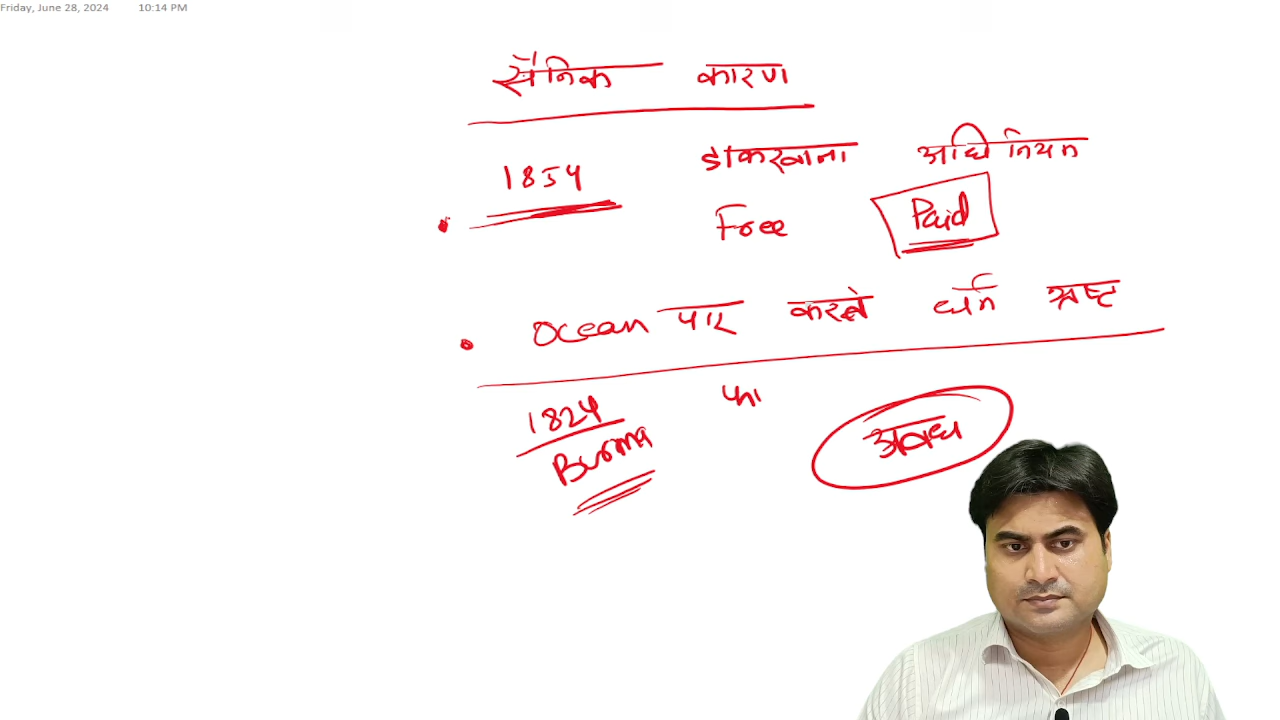 Friday, June 28, 2024 10:14 PM
सैनिक कारण
1854 डाकखाना अधिनियम
Free Paid
Ocean पार करने धर्म भ्रष्ट
1824 का अवध
Burma